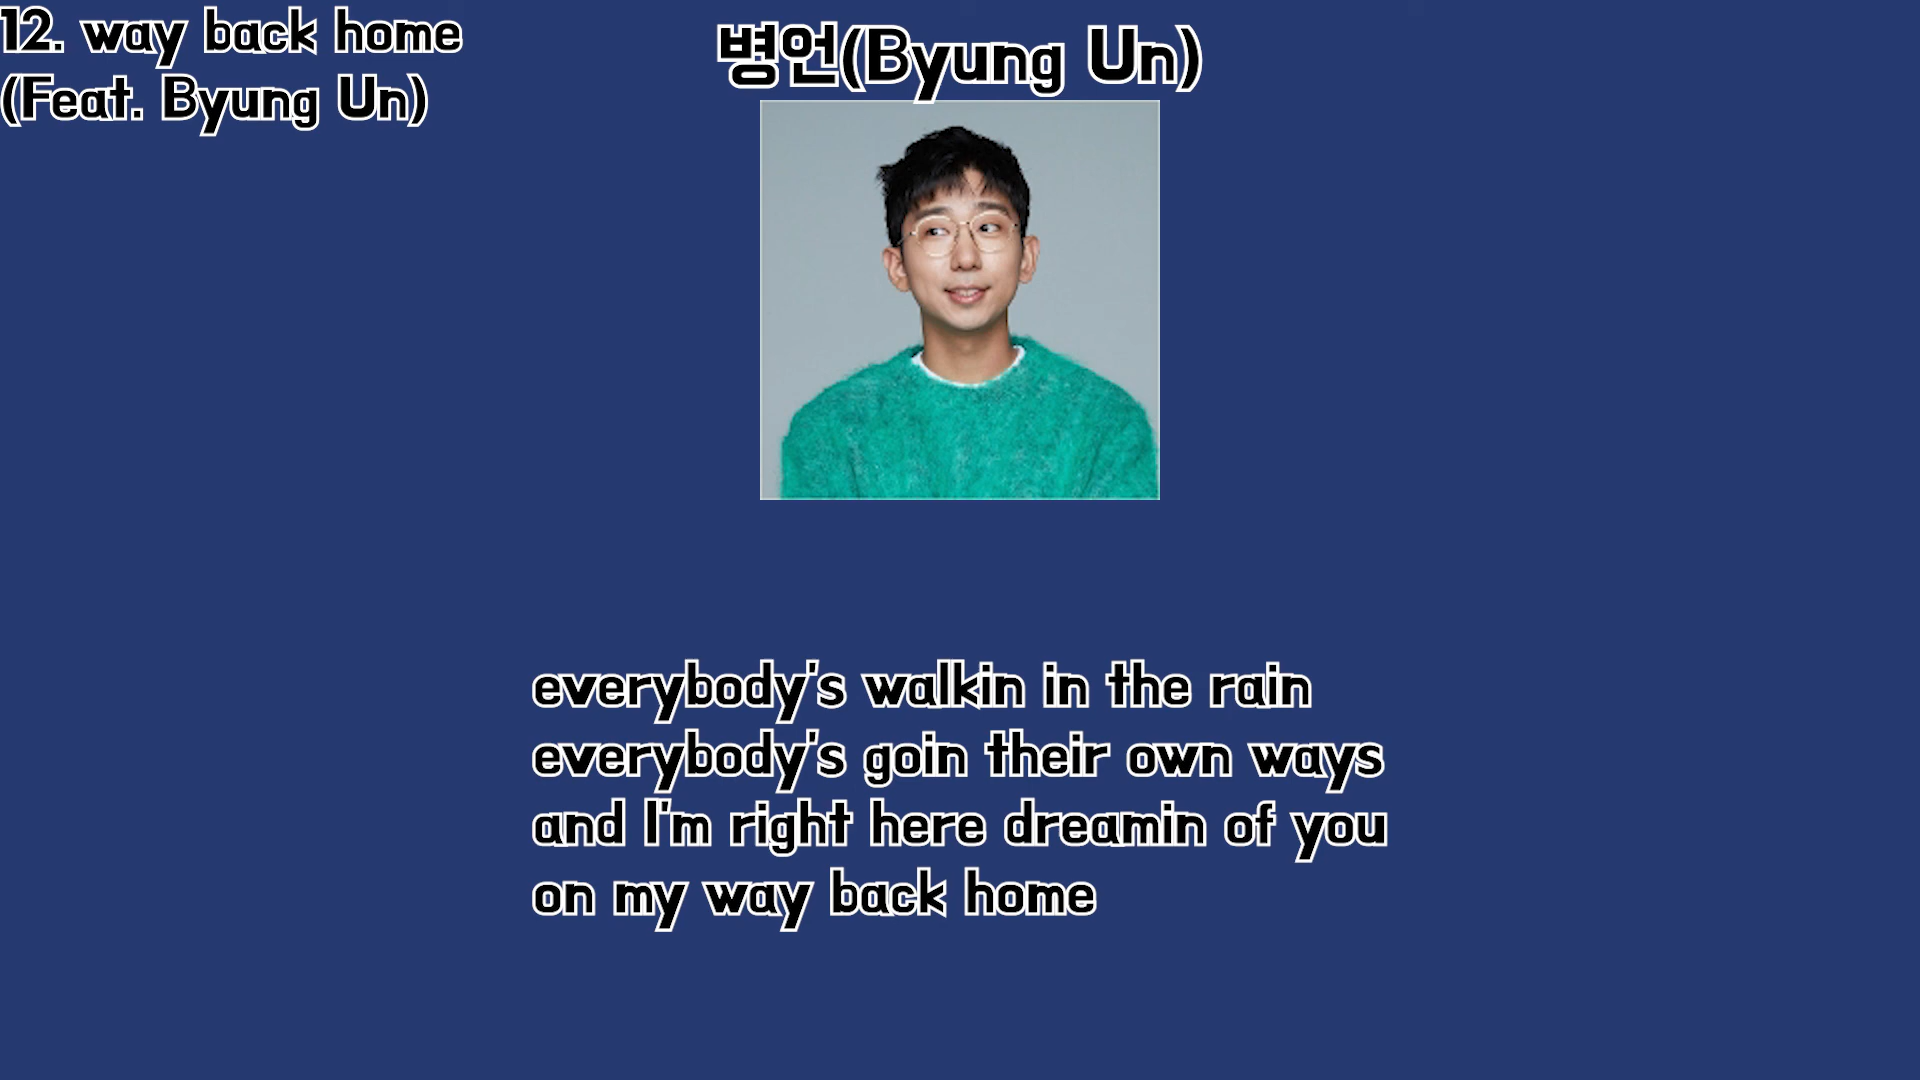 12. way back home
(Feat. Byung Un)
병언(Byung Un)
everybody's walkin in the rain
everybody's goin their own ways
and I'm right here dreamin of you
on my way back home